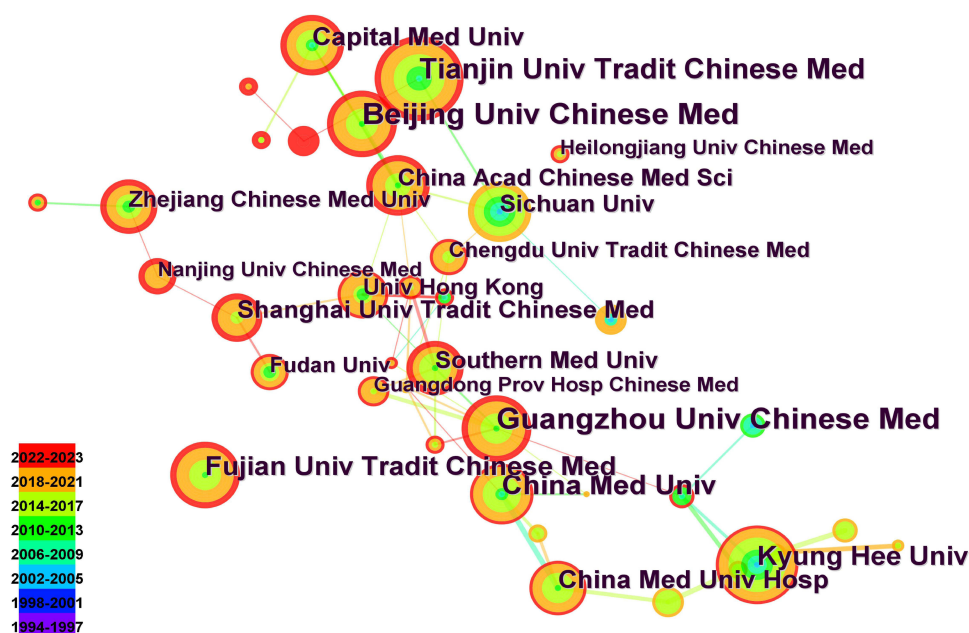 Capital Med Univ
Tianjin Univ Tradit Chinese Med
Beijing Univ Chinese Med
Heilongjiang Univ Chinese Med
China Acad Chinese Med Sci
Zhejiang Chinese Med Univ
Sichuan Univ
Chengdu Univ Tradit Chinese Med
Nanjing Univ Chinese Med
Univ Hong Kong
Shanghai Univ Tradit Chinese Med
Southern Med Univ
Fudan Univ
Guangdong Prov Hosp Chinese Med
Guangzhou Univ Chinese Med
Fujian Univ Tradit Chinese Med
China Med Univ
Kyung Hee Univ
China Med Univ Hosp
2022-2023
2018-2021
2014-2017
2010-2013
2006-2009
2002-2005
1998-2001
1994-1997